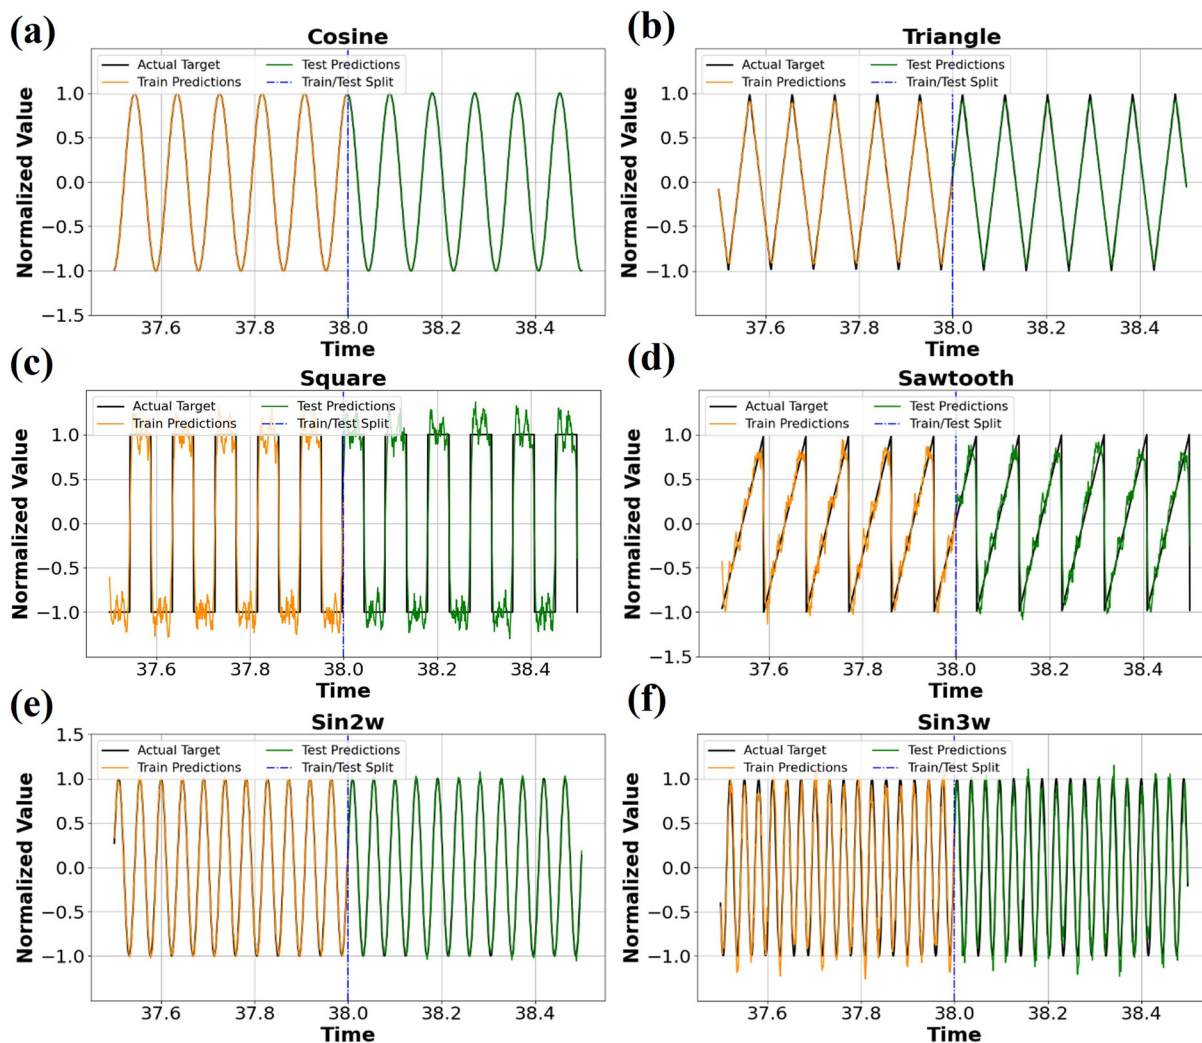 (a)
Cosine
Actual Target
Train Predictions
Test Predictions
Train/Test Split
Normalized Value
1.0
0.5
0.0
−0.5
−1.0
−1.5
37.6
37.8
38.0
38.2
38.4
Time
(b)
Triangle
Actual Target
Train Predictions
Test Predictions
Train/Test Split
Normalized Value
1.0
0.5
0.0
−0.5
−1.0
−1.5
37.6
37.8
38.0
38.2
38.4
Time
(c)
Square
Actual Target
Train Predictions
Test Predictions
Train/Test Split
Normalized Value
1.0
0.5
0.0
−0.5
−1.0
37.6
37.8
38.0
38.2
38.4
Time
(d)
Sawtooth
Actual Target
Train Predictions
Test Predictions
Train/Test Split
Normalized Value
1.0
0.5
0.0
−0.5
−1.0
−1.5
37.6
37.8
38.0
38.2
38.4
Time
(e)
Sin2w
Actual Target
Train Predictions
Test Predictions
Train/Test Split
Normalized Value
1.5
1.0
0.5
0.0
−0.5
−1.0
37.6
37.8
38.0
38.2
38.4
Time
(f)
Sin3w
Actual Target
Train Predictions
Test Predictions
Train/Test Split
Normalized Value
1.0
0.5
0.0
−0.5
−1.0
37.6
37.8
38.0
38.2
38.4
Time